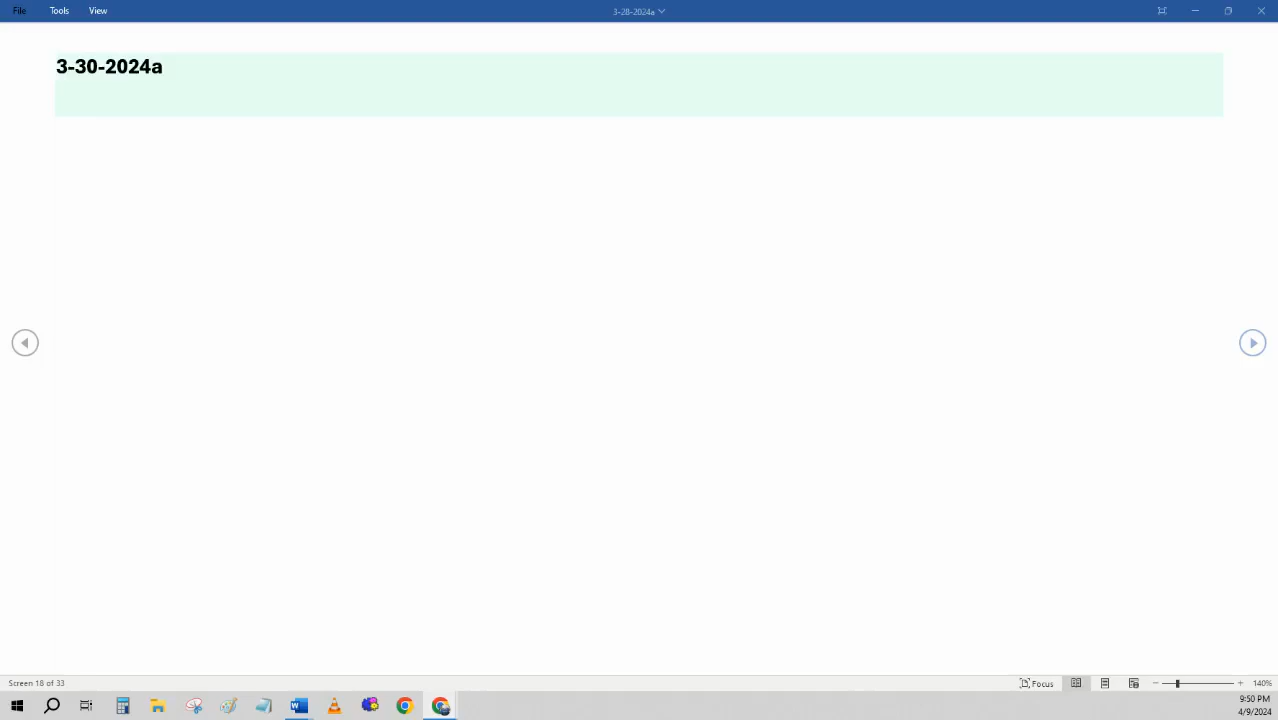 File Tools View 3-28-2024a
3-30-2024a
Screen 18 of 33 Focus 140%
9:50 PM
4/9/2024